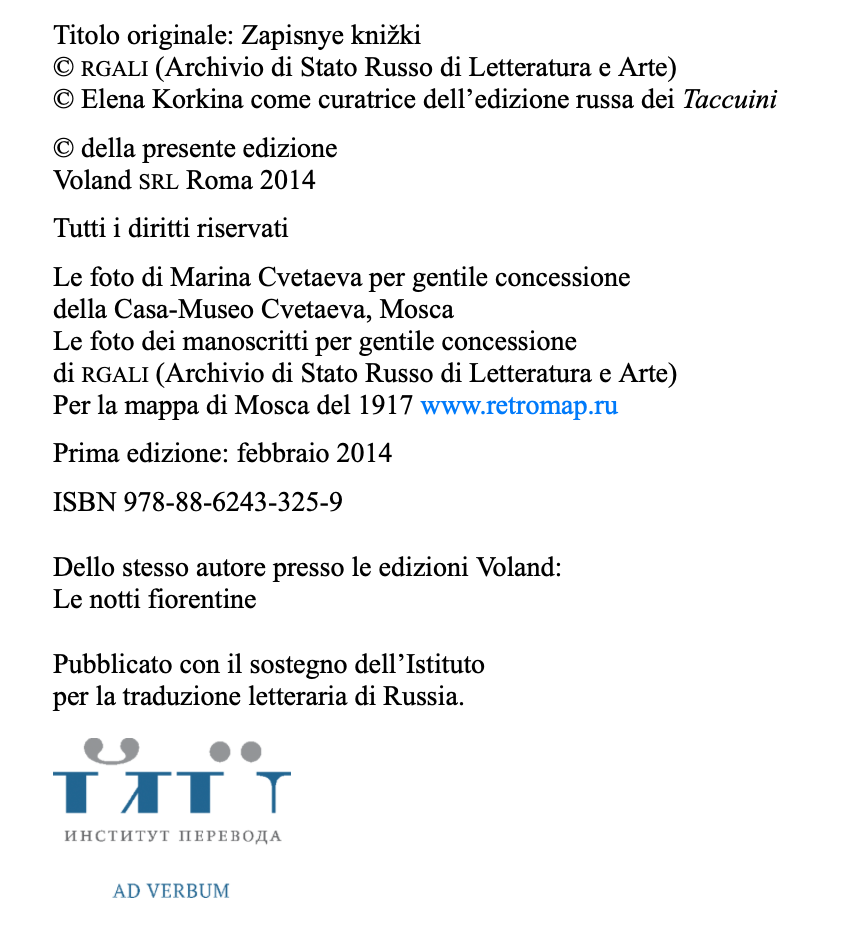 Titolo originale: Zapisnye knižki
© RGALI (Archivio di Stato Russo di Letteratura e Arte)
© Elena Korkina come curatrice dell’edizione russa dei Taccuini
© della presente edizione
Voland SRL Roma 2014
Tutti i diritti riservati
Le foto di Marina Cvetaeva per gentile concessione
della Casa-Museo Cvetaeva, Mosca
Le foto dei manoscritti per gentile concessione
di RGALI (Archivio di Stato Russo di Letteratura e Arte)
Per la mappa di Mosca del 1917 www.retromap.ru
Prima edizione: febbraio 2014
ISBN 978-88-6243-325-9
Dello stesso autore presso le edizioni Voland:
Le notti fiorentine
Pubblicato con il sostegno dell’Istituto
per la traduzione letteraria di Russia.
ИНСТИТУТ ПЕРЕВОДА
AD VERBUM